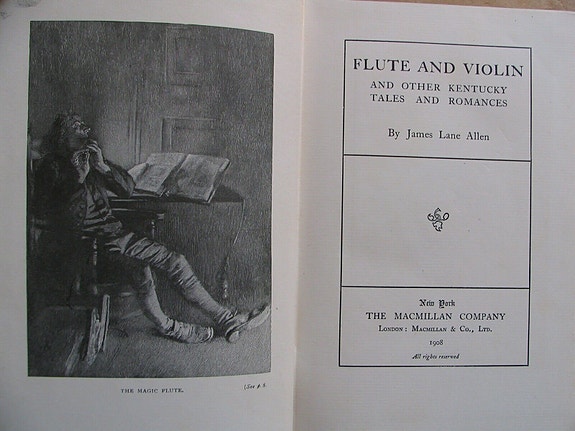 THE MAGIC FLUTE.
(See p. 8.
FLUTE AND VIOLIN
AND OTHER KENTUCKY
TALES AND ROMANCES
By James Lane Allen
New York
THE MACMILLAN COMPANY
LONDON: MACMILLAN & CO., LTD.
1908
All rights reserved